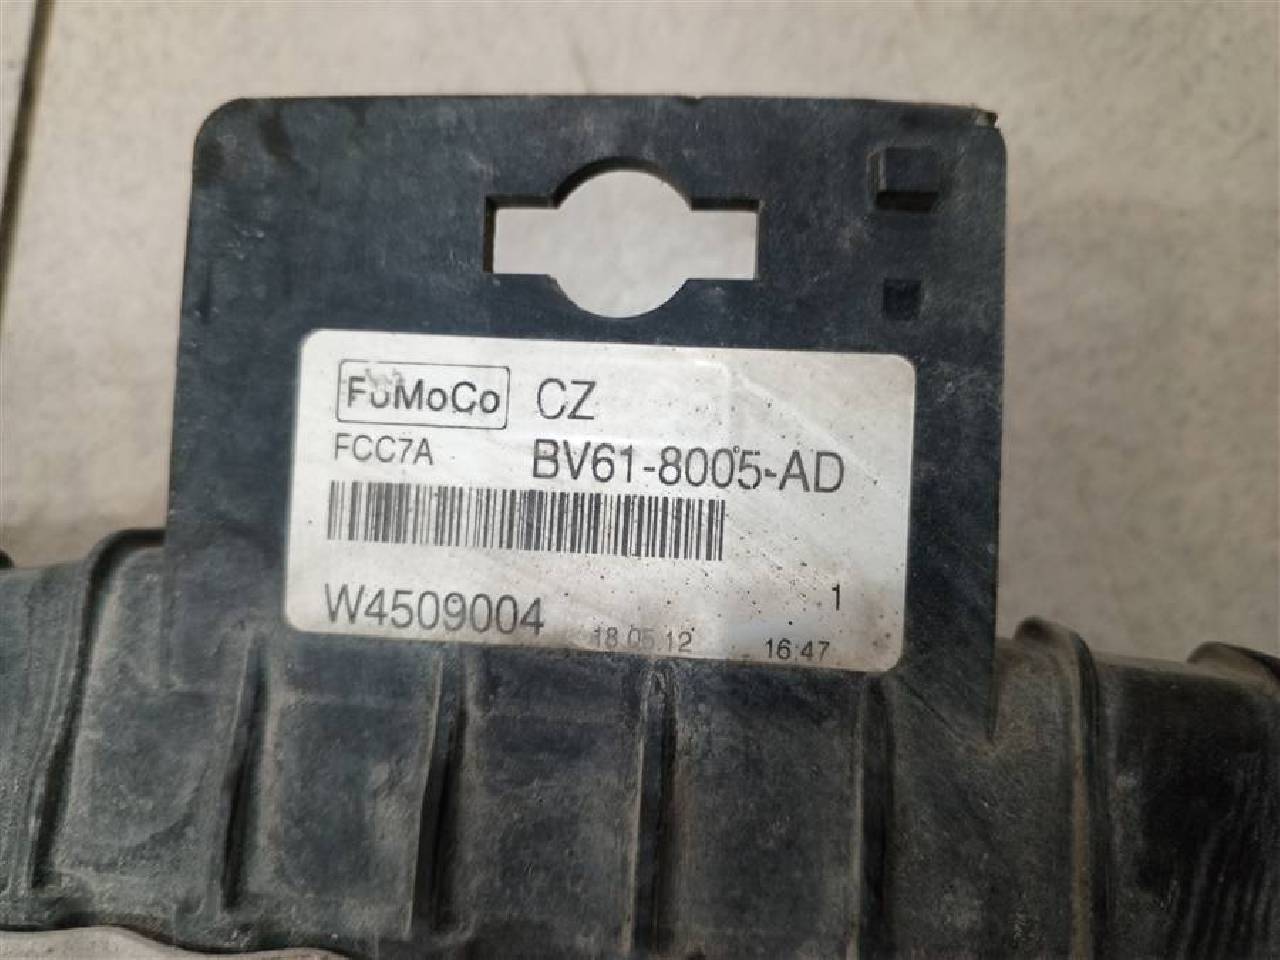 FoMoCo CZ
FCC7A BV61-8005-AD
1
W4509004 18.05.12 16:47